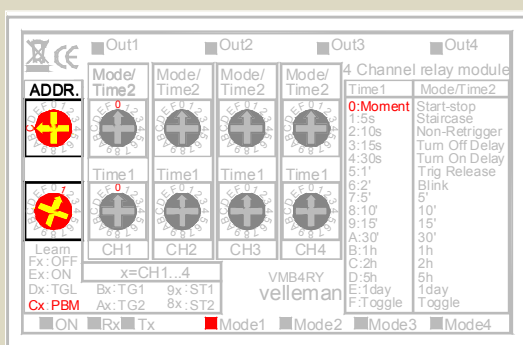 Out1 Out2 Out3 Out4
4 Channel relay module
ADDR.
Mode/ Time2 Mode/ Time2 Mode/ Time2 Mode/ Time2
Time1 Mode/Time2
0:Moment Start-stop
1:5s Staircase
2:10s Non-Retrigger
3:15s Turn Off Delay
4:30s Turn On Delay
5:1' Trig Release
6:2' Blink
7:5' 5'
8:10' 10'
9:15' 15'
A:30' 30'
B:1h 1h
C:2h 2h
D:5h 5h
E:1day 1day
F:Toggle Toggle
Time1 Time1 Time1 Time1
CH1 CH2 CH3 CH4
Learn
Fx:OFF
Ex:ON
Dx:TGL
Cx:PBM
x=CH1...4
Bx:TG1 9x:ST1
Ax:TG2 8x:ST2
VMB4RY
velleman
ON Rx Tx Mode1 Mode2 Mode3 Mode4